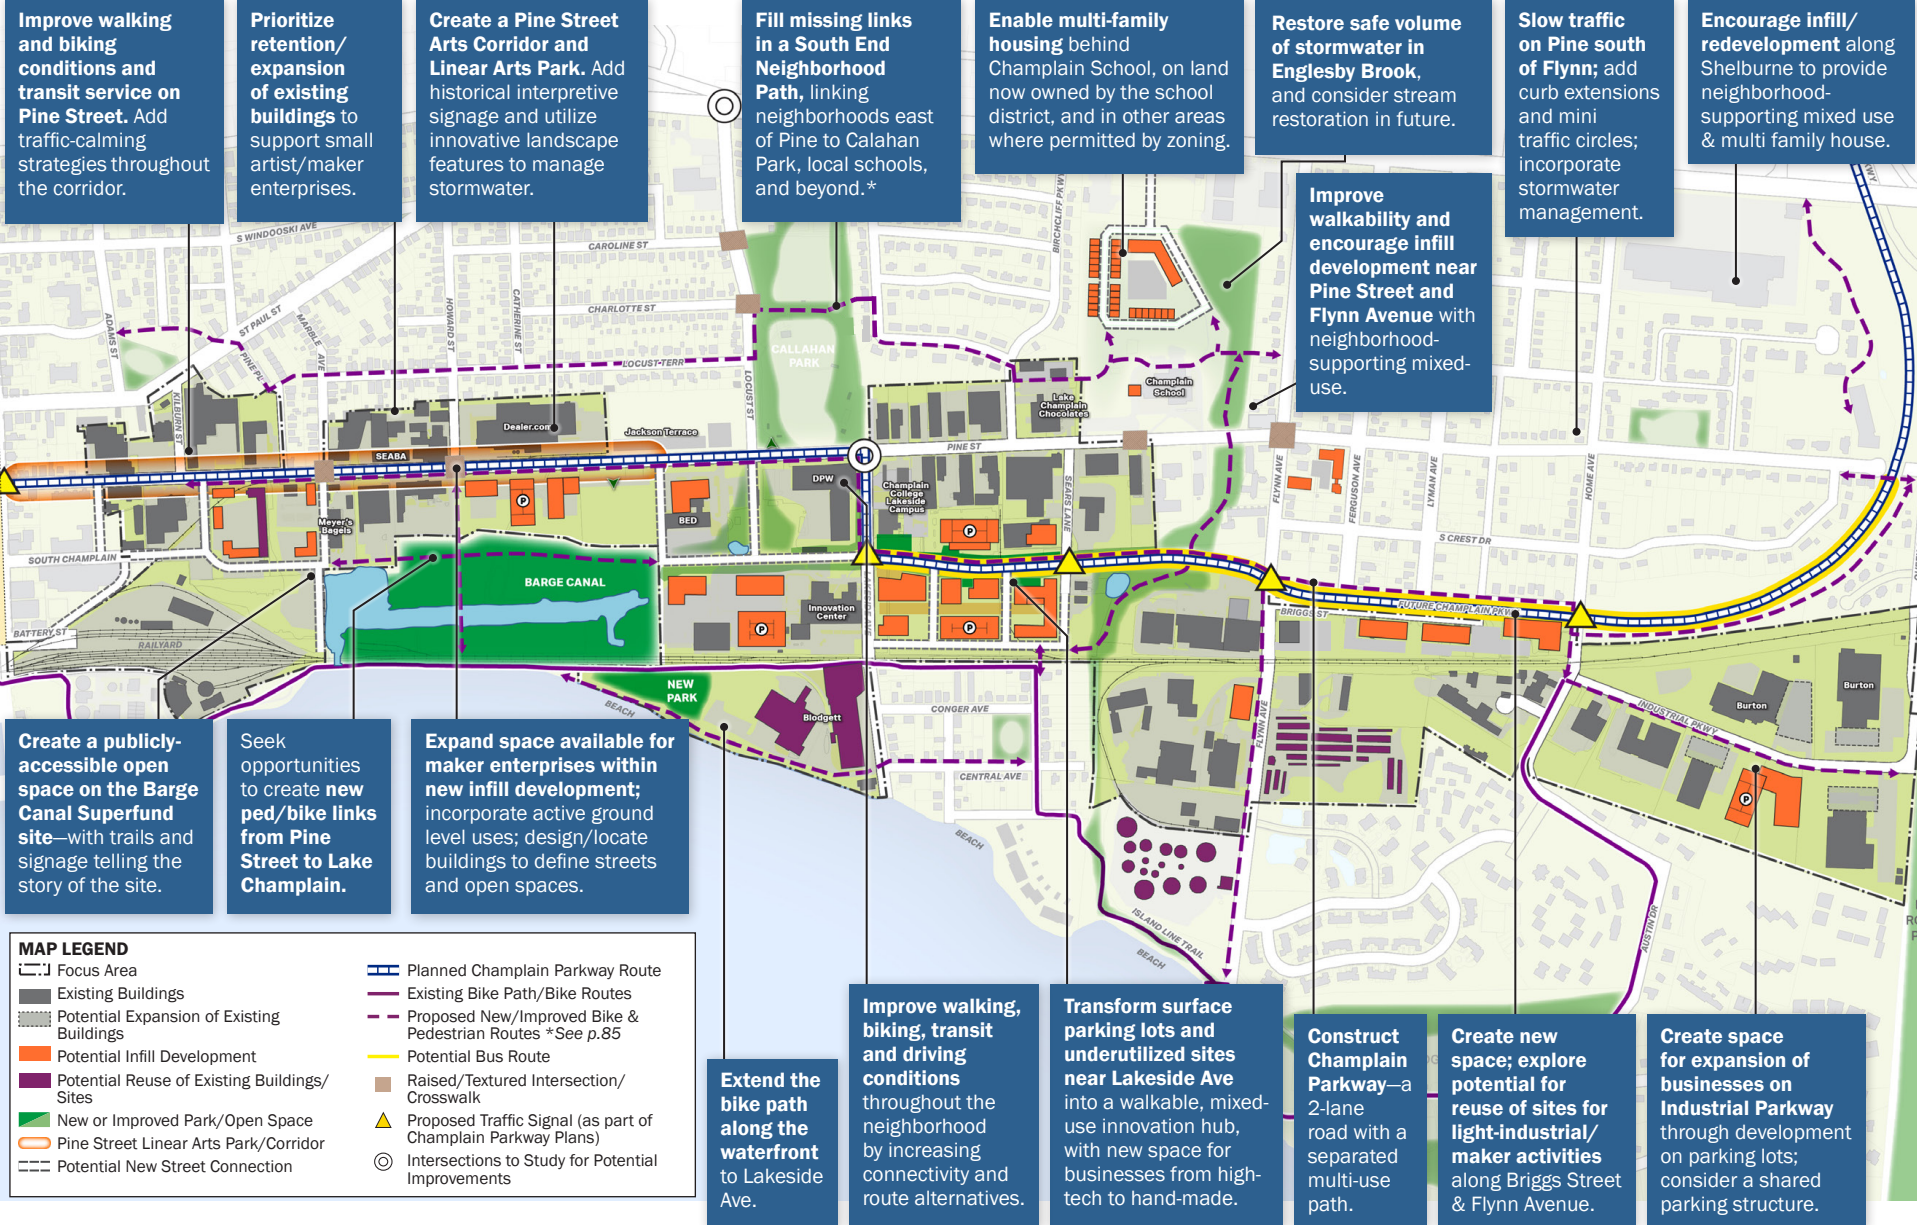 Improve walking
and biking
conditions and
transit service on
Pine Street. Add
traffic-calming
strategies throughout
the corridor.
Prioritize
retention/
expansion
of existing
buildings to
support small
artist/maker
enterprises.
Create a Pine Street
Arts Corridor and
Linear Arts Park. Add
historical interpretive
signage and utilize
innovative landscape
features to manage
stormwater.
Fill missing links
in a South End
Neighborhood
Path, linking
neighborhoods east
of Pine to Calahan
Park, local schools,
and beyond.*
Enable multi-family
housing behind
Champlain School, on land
now owned by the school
district, and in other areas
where permitted by zoning.
Restore safe volume
of stormwater in
Englesby Brook,
and consider stream
restoration in future.
Improve
walkability and
encourage infill
development near
Pine Street and
Flynn Avenue with
neighborhood-
supporting mixed-
use.
Slow traffic
on Pine south
of Flynn; add
curb extensions
and mini
traffic circles;
incorporate
stormwater
management.
Encourage infill/
redevelopment along
Shelburne to provide
neighborhood-
supporting mixed use
& multi family house.
PKWY
S WINDOOSKI AVE
CAROLINE ST
CHARLOTTE ST
ST PAUL ST
ADAMS ST
MARBLE AVE
HOWARD ST
CATHERINE ST
LOCUST TERR
PINE PL
KILBURN ST
LOCUST ST
BIRCHCLIFF PKWY
CALLAHAN
PARK
Dealer.com
Jackson Terrace
SEABA
Lake
Champlain
Chocolates
Champlain
School
PINE ST
DPW
Champlain
College
Lakeside
Campus
SEARS LANE
FLYNN AVE
FERGUSON AVE
LYMAN AVE
HOME AVE
S CREST DR
Meyer's
Bagels
P
BED
P
SOUTH CHAMPLAIN
BARGE CANAL
Innovation
Center
P
P
BRIGGS ST
FUTURE CHAMPLAIN PKWY
BATTERY ST
RAILYARD
NEW
PARK
BEACH
Blodgett
CONGER AVE
CENTRAL AVE
FLYNN AVE
INDUSTRIAL PKWY
Burton
Burton
P
BEACH
ISLAND LINE TRAIL
BEACH
AUSTIN DR
Create a publicly-
accessible open
space on the Barge
Canal Superfund
site—with trails and
signage telling the
story of the site.
Seek
opportunities
to create new
ped/bike links
from Pine
Street to Lake
Champlain.
Expand space available for
maker enterprises within
new infill development;
incorporate active ground
level uses; design/locate
buildings to define streets
and open spaces.
MAP LEGEND
Focus Area
Existing Buildings
Potential Expansion of Existing
Buildings
Potential Infill Development
Potential Reuse of Existing Buildings/
Sites
New or Improved Park/Open Space
Pine Street Linear Arts Park/Corridor
Potential New Street Connection
Planned Champlain Parkway Route
Existing Bike Path/Bike Routes
Proposed New/Improved Bike &
Pedestrian Routes *See p.85
Potential Bus Route
Raised/Textured Intersection/
Crosswalk
Proposed Traffic Signal (as part of
Champlain Parkway Plans)
Intersections to Study for Potential
Improvements
Extend the
bike path
along the
waterfront
to Lakeside
Ave.
Improve walking,
biking, transit
and driving
conditions
throughout the
neighborhood
by increasing
connectivity and
route alternatives.
Transform surface
parking lots and
underutilized sites
near Lakeside Ave
into a walkable, mixed-
use innovation hub,
with new space for
businesses from high-
tech to hand-made.
Construct
Champlain
Parkway—a
2-lane
road with a
separated
multi-use
path.
Create new
space; explore
potential for
reuse of sites for
light-industrial/
maker activities
along Briggs Street
& Flynn Avenue.
Create space
for expansion of
businesses on
Industrial Parkway
through development
on parking lots;
consider a shared
parking structure.